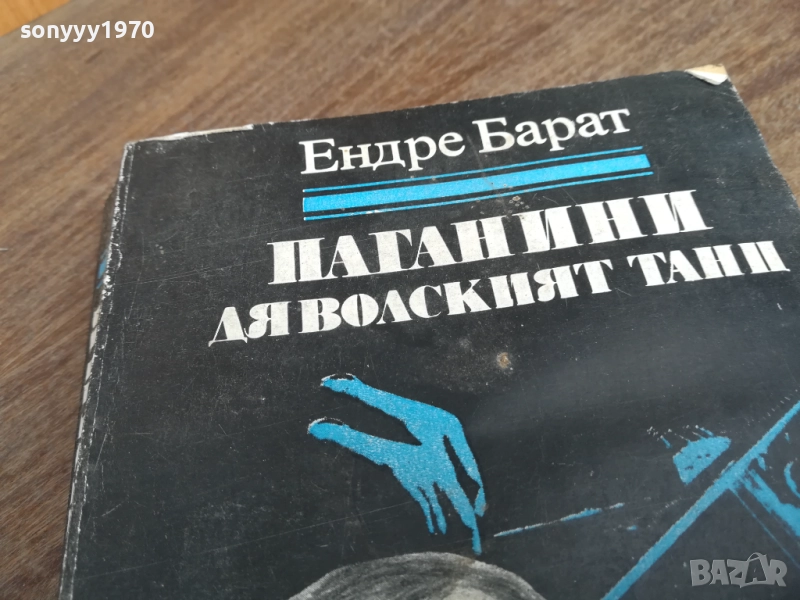 sonyyy1970
Ендре Барат
ПАГАНИНИ
ДЯВОЛСКИЯТ ТАНЦ
BAZAR